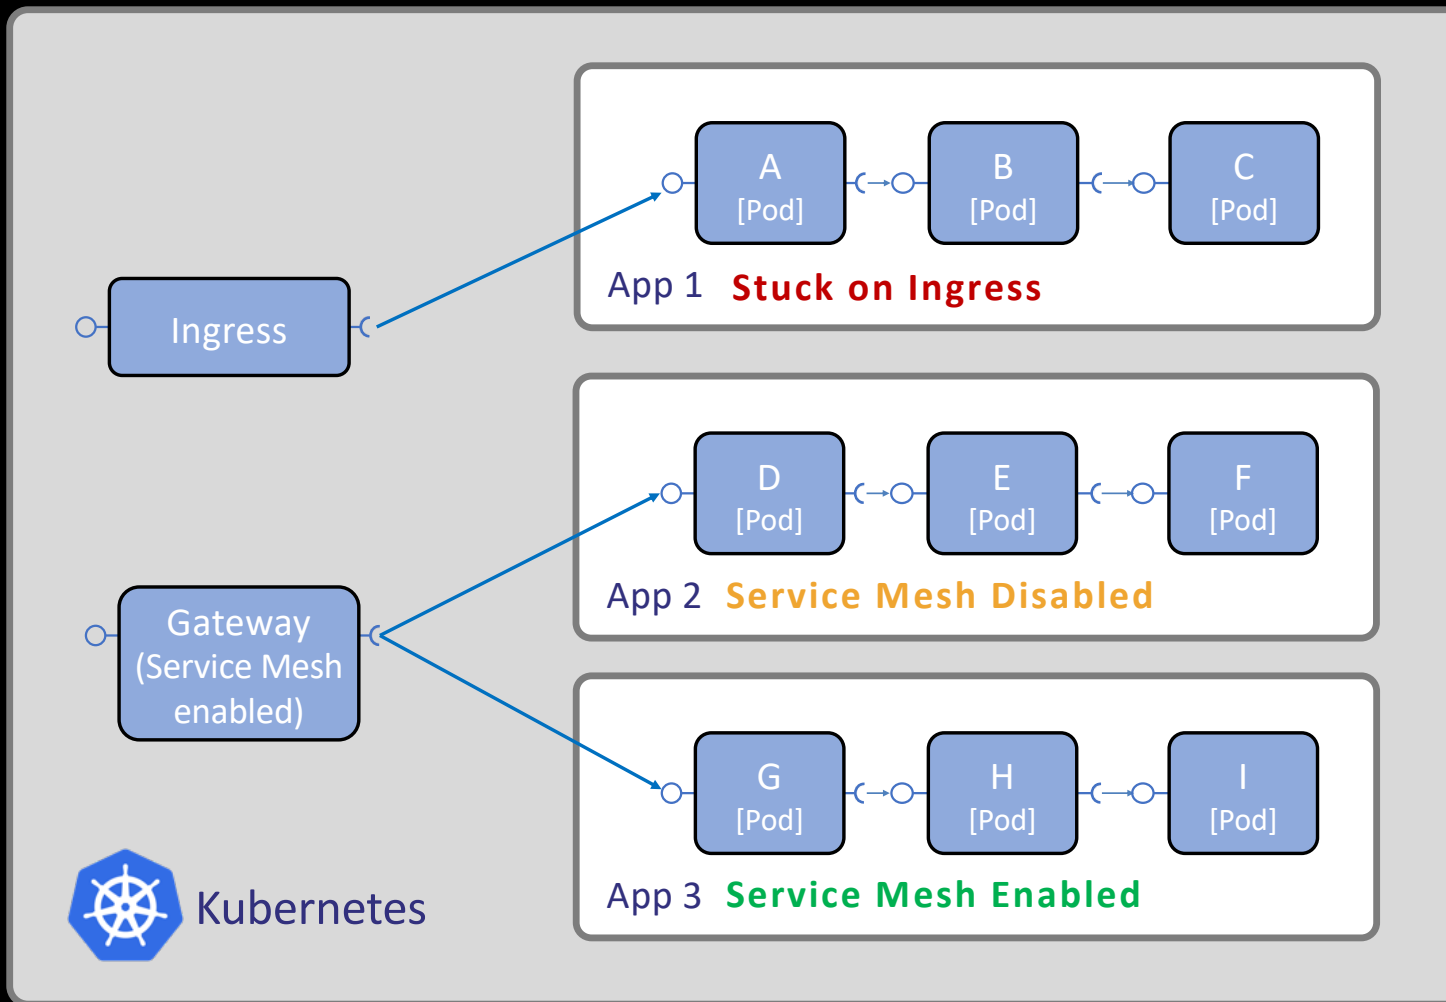 A
[Pod]
B
[Pod]
C
[Pod]
App 1 Stuck on Ingress
Ingress
D
[Pod]
E
[Pod]
F
[Pod]
App 2 Service Mesh Disabled
Gateway
(Service Mesh
enabled)
G
[Pod]
H
[Pod]
I
[Pod]
App 3 Service Mesh Enabled
Kubernetes